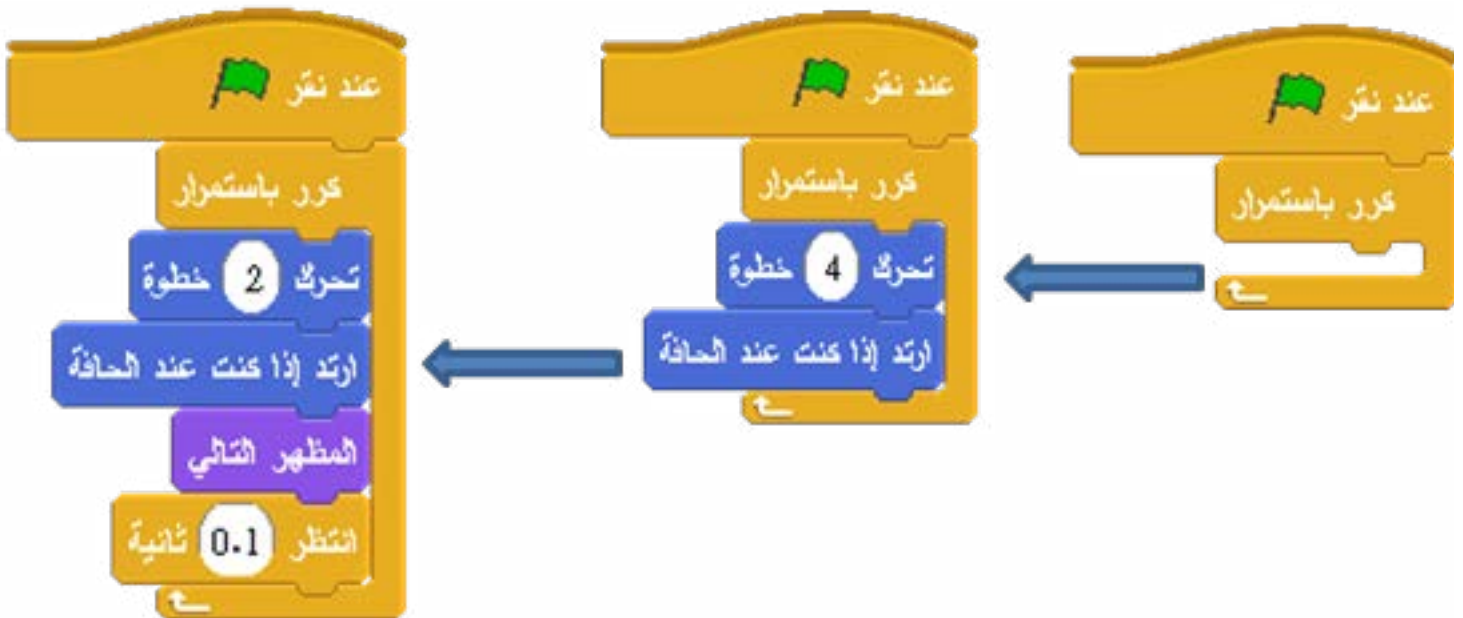 عند نقر
كرر باستمرار
عند نقر
كرر باستمرار
تحرك 4 خطوة
ارتد إذا كنت عند الحافة
عند نقر
كرر باستمرار
تحرك 2 خطوة
ارتد إذا كنت عند الحافة
المظهر التالي
انتظر 0.1 ثانية